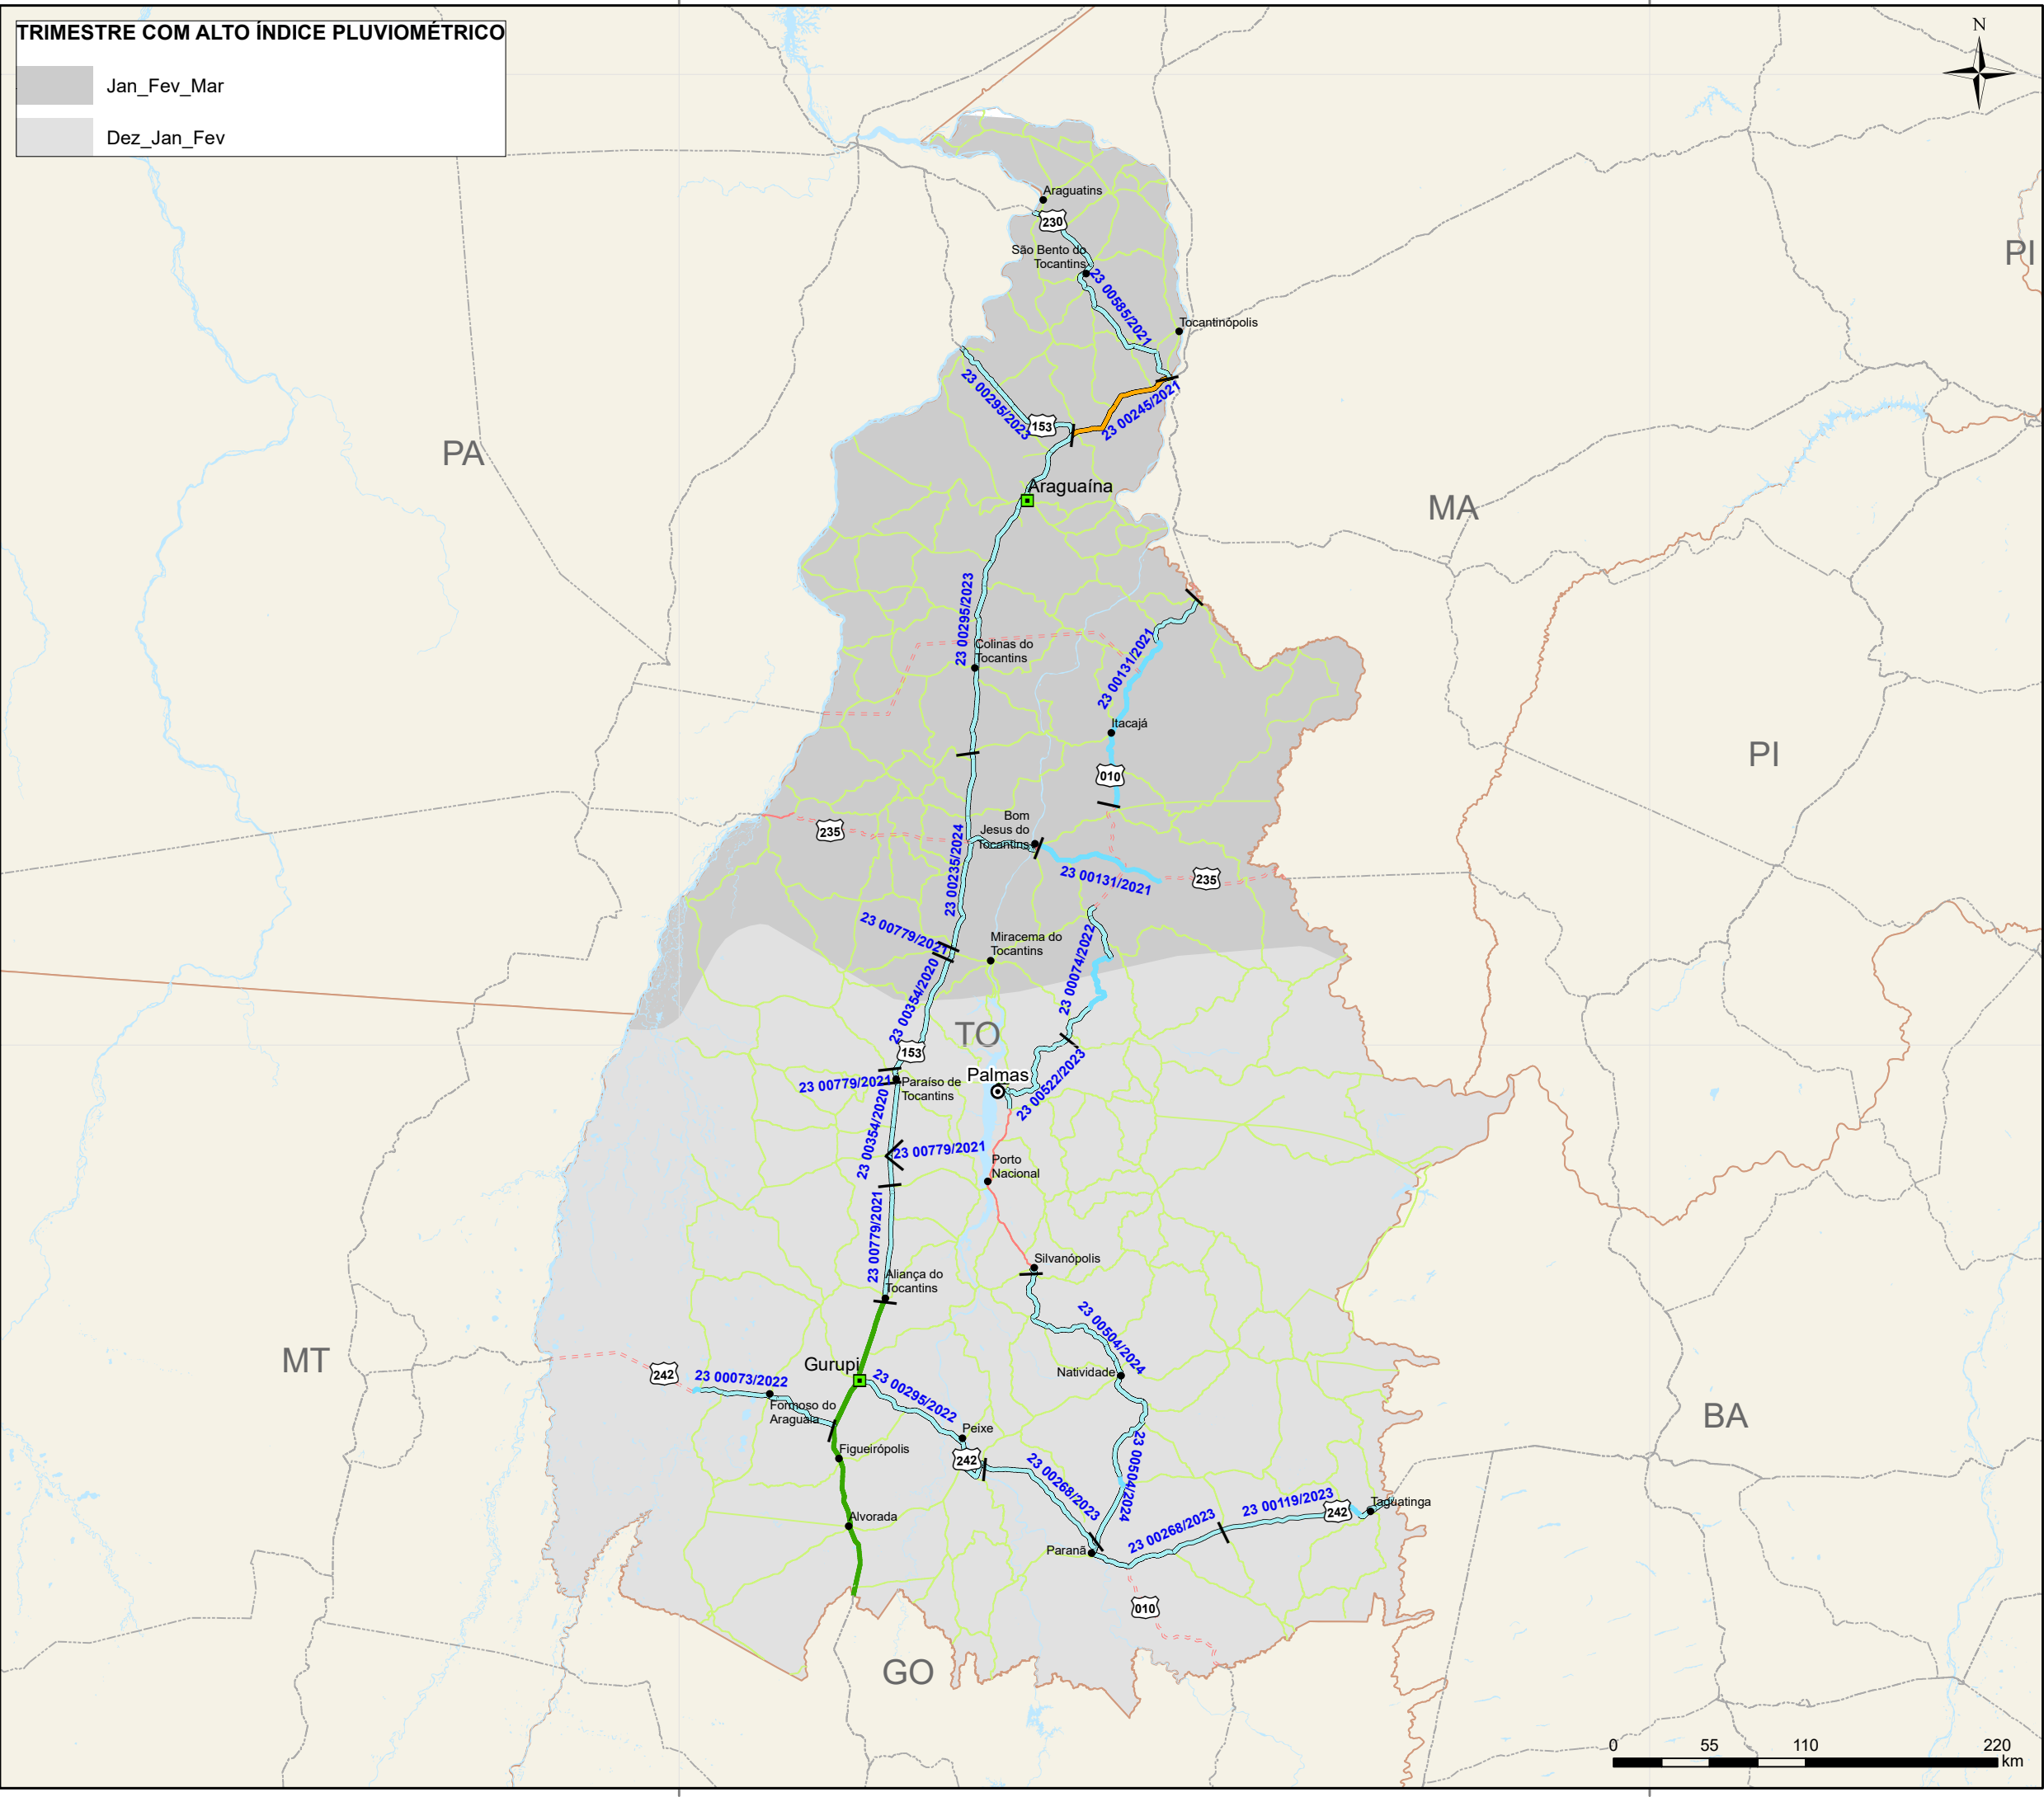 TRIMESTRE COM ALTO ÍNDICE PLUVIOMÉTRICO
Jan_Fev_Mar
Dez_Jan_Fev
N
Araguatins
230
São Bento do
Tocantins
23 00585/2021
PI
Tocantinópolis
23 00295/2023
153
23 00245/2021
PA
Araguaína
MA
23 00295/2023
Colinas do
Tocantins
23 00131/2021
Itacajá
010
PI
235
Bom
Jesus do
Tocantins
23 00235/2024
23 00131/2021
235
23 00779/2021
Miracema do
Tocantins
23 00354/2020
23 00074/2022
TO
153
23 00779/2021
Paraíso de
Tocantins
Palmas
23 00522/2023
23 00354/2020
23 00779/2021
Porto
Nacional
23 00779/2021
Silvanópolis
Aliança do
Tocantins
23 00504/2024
MT
242
23 00073/2022
Gurupi
23 00295/2022
Natividade
Formoso do
Araguaia
BA
Peixe
Figueirópolis
242
23 00268/2023
23 00504/2024
23 00119/2023
242
Taguatinga
Alvorada
23 00268/2023
Paranã
010
GO
0 55 110 220
km